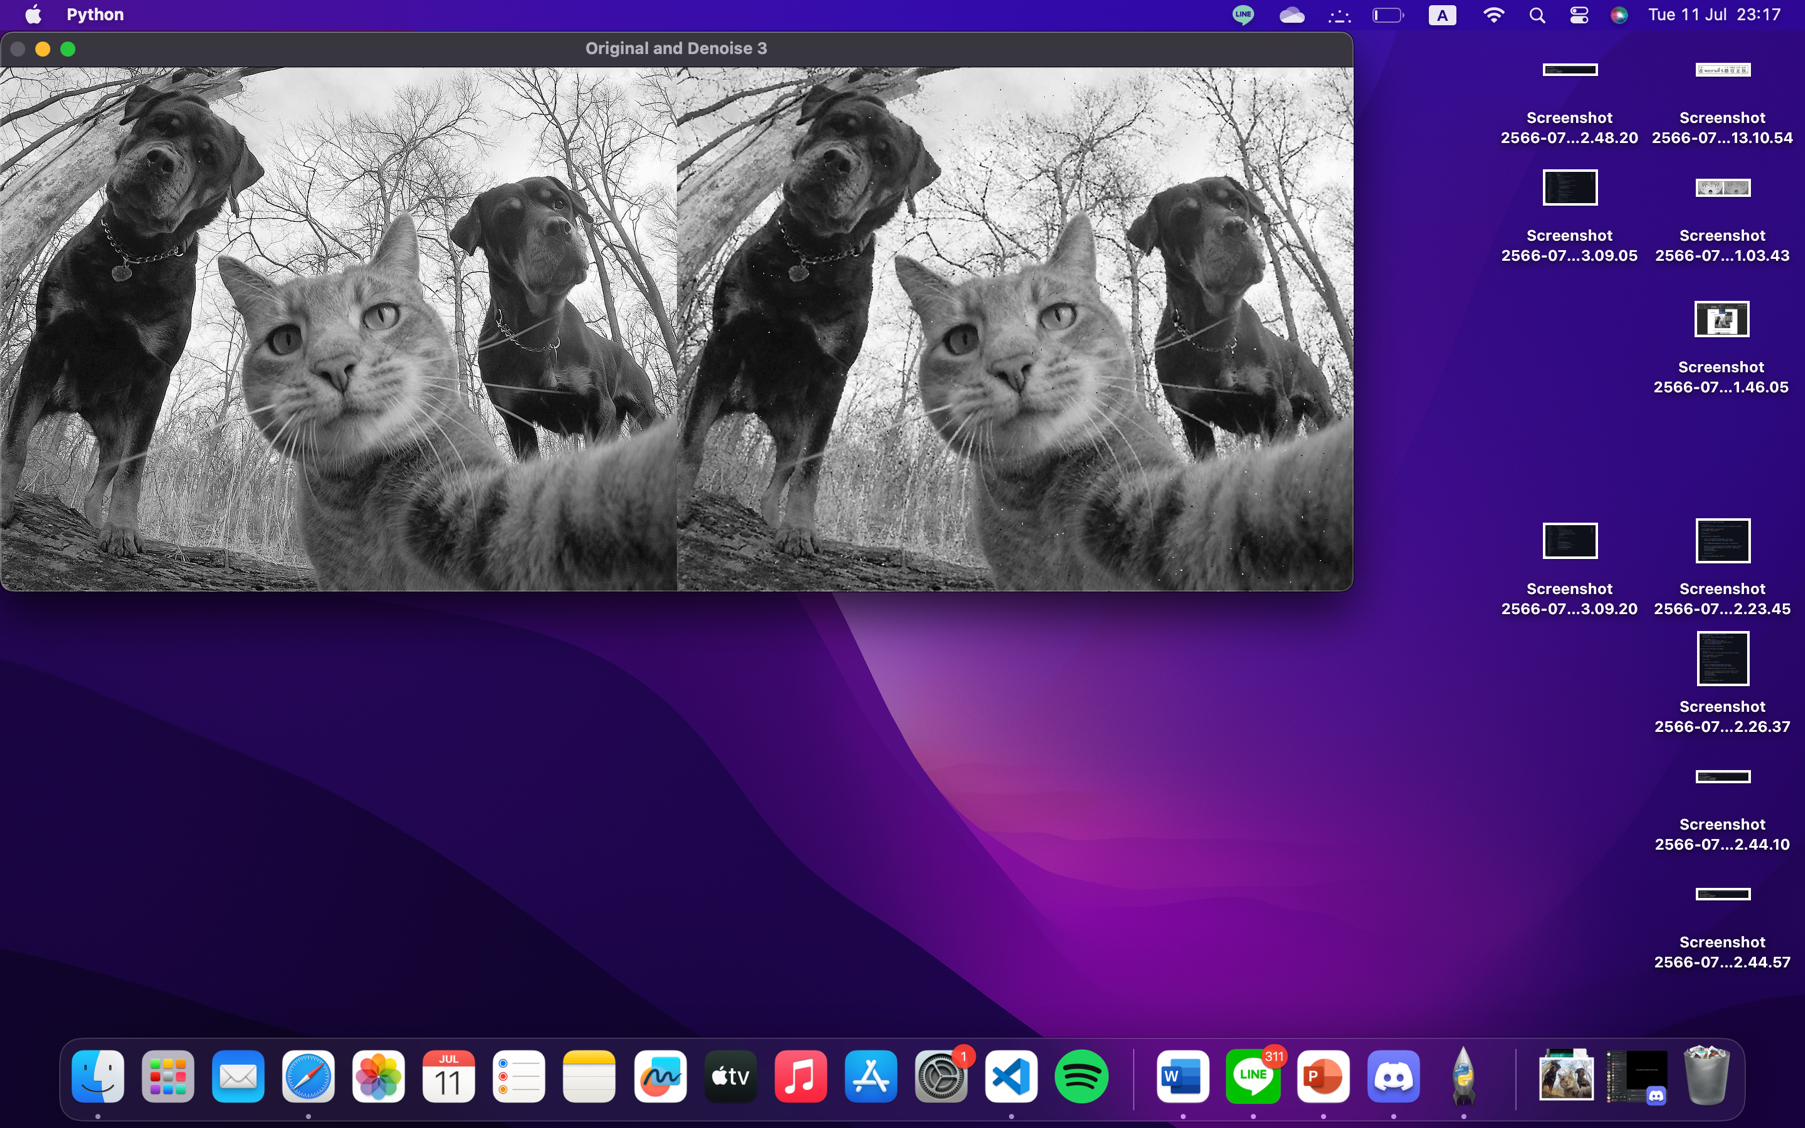 Python
LINE
A
Tue 11 Jul 23:17
Original and Denoise 3
Screenshot
2566-07...2.48.20
Screenshot
2566-07...13.10.54
Screenshot
2566-07...3.09.05
Screenshot
2566-07...1.03.43
Screenshot
2566-07...1.46.05
Screenshot
2566-07...3.09.20
Screenshot
2566-07...2.23.45
Screenshot
2566-07...2.26.37
Screenshot
2566-07...2.44.10
Screenshot
2566-07...2.44.57
JUL
11
tv
1
W
311
LINE
P